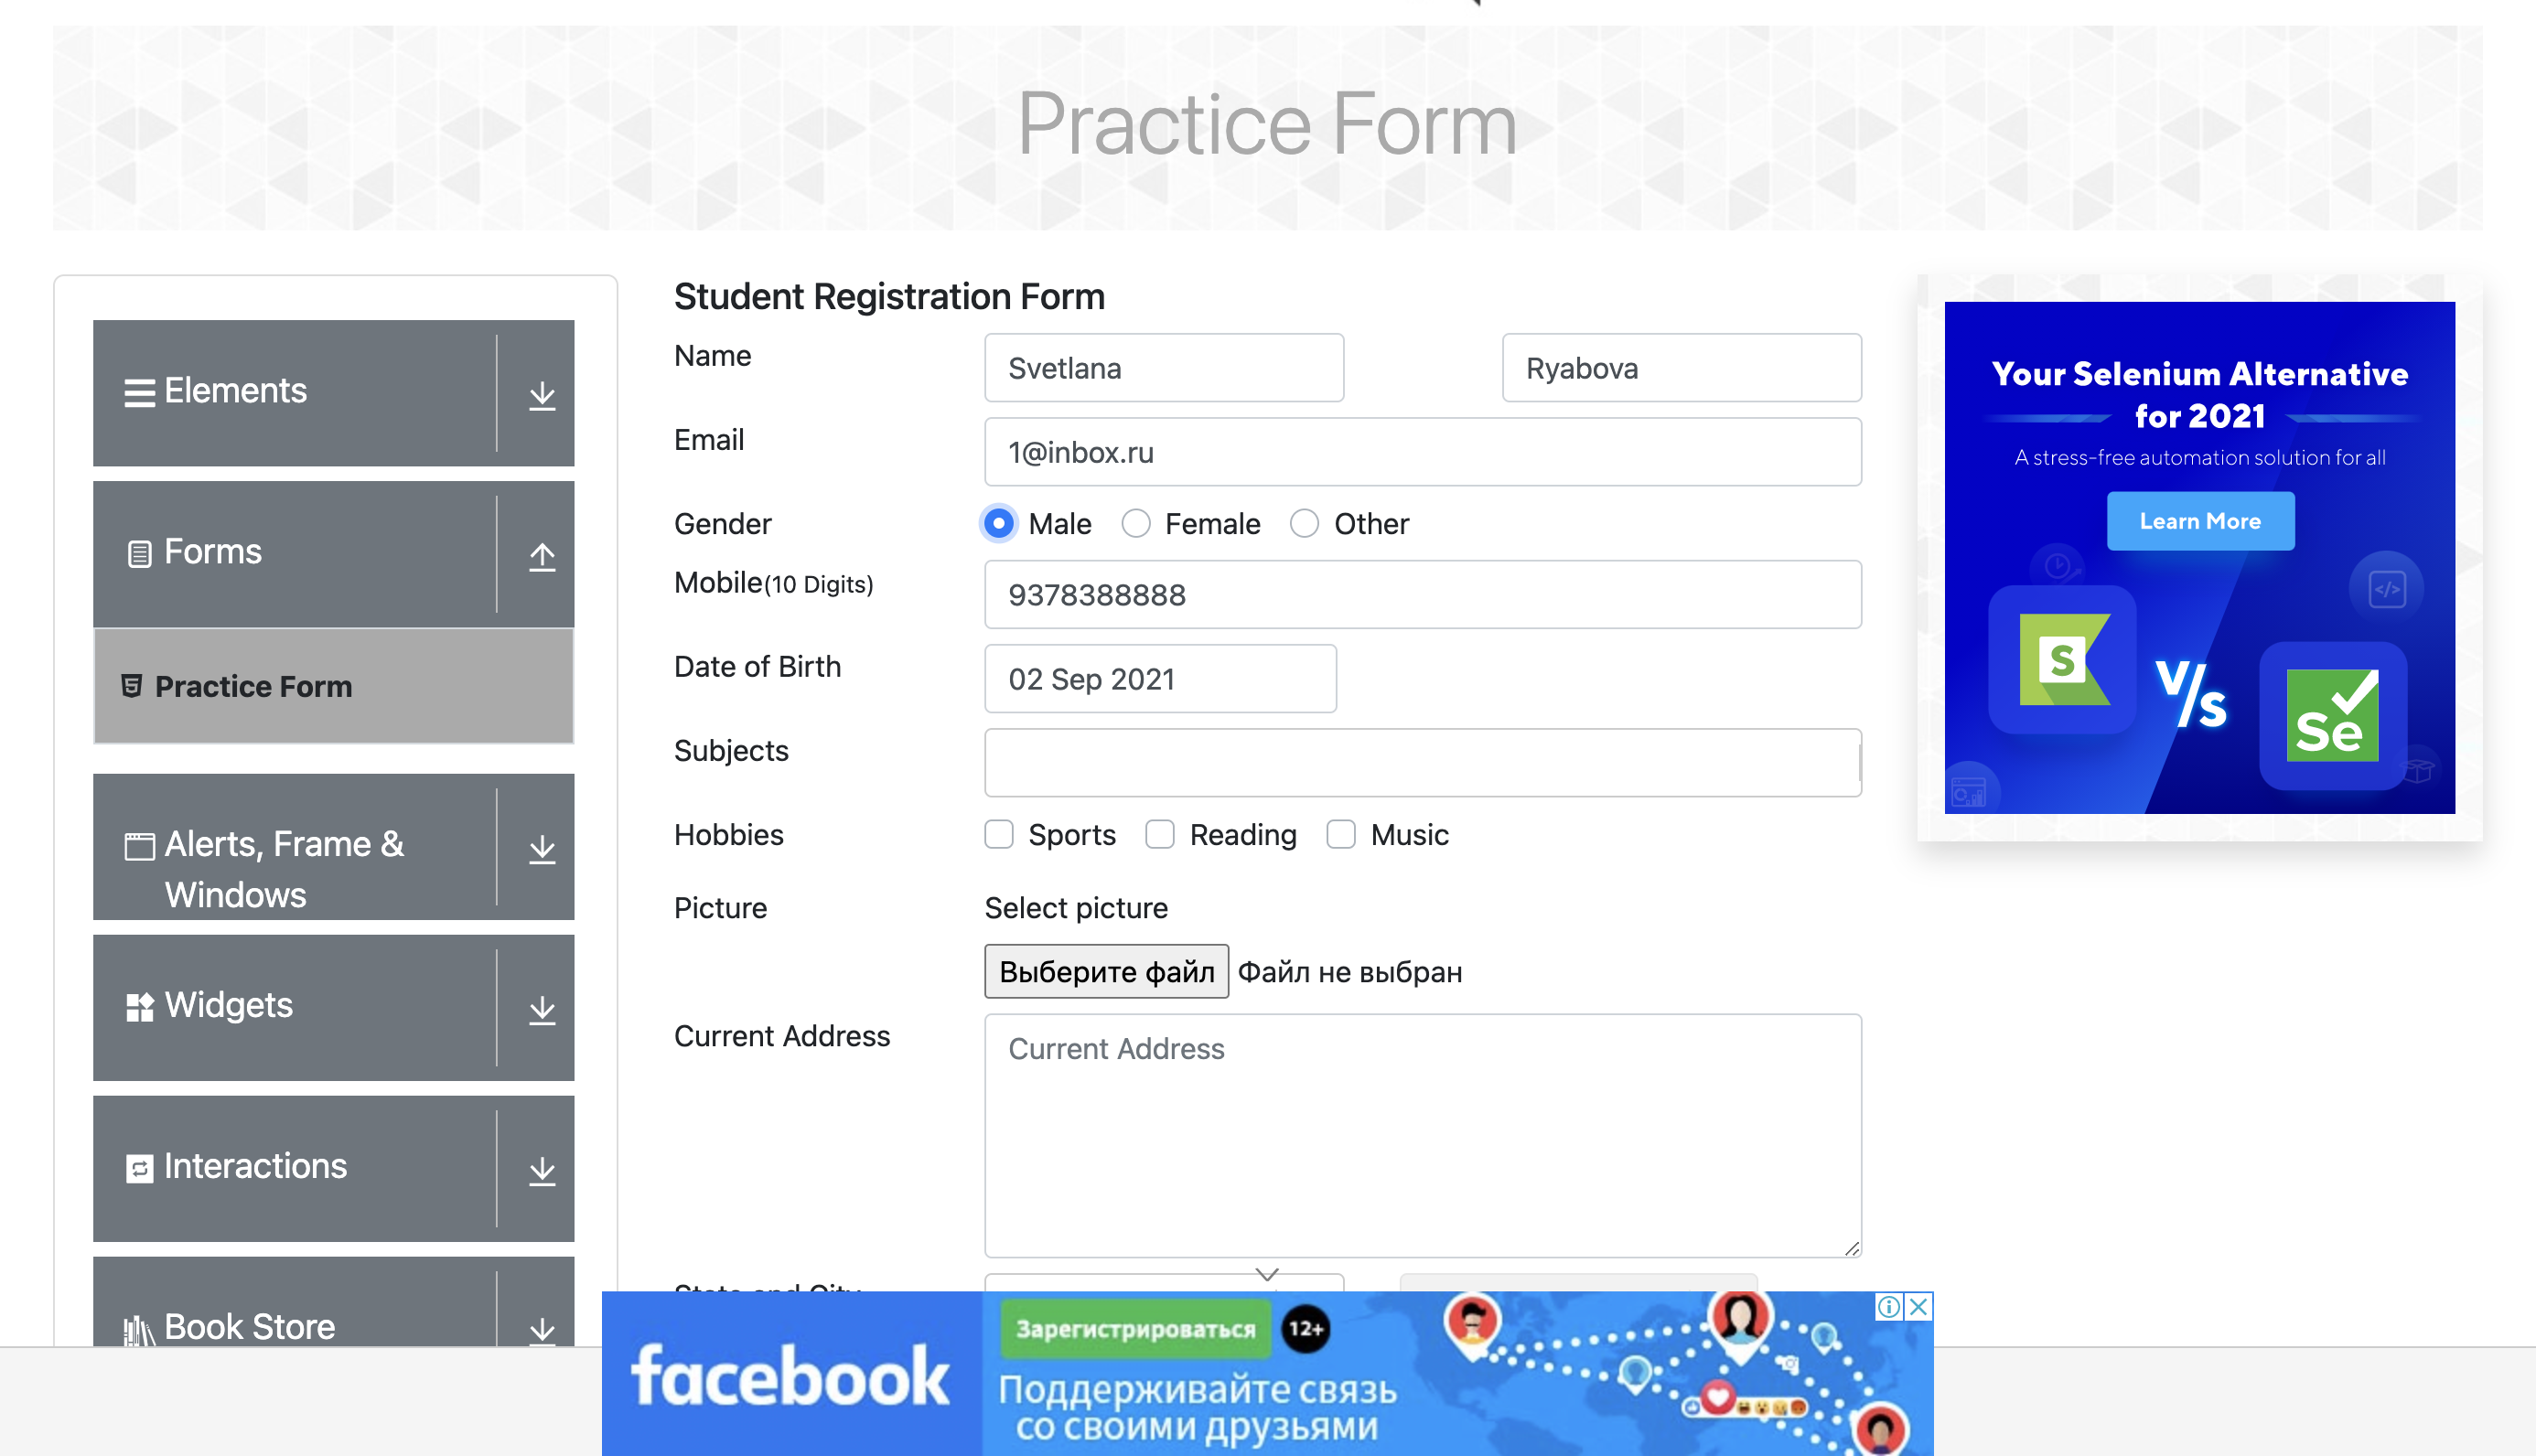 Practice Form
Elements
Forms
Practice Form
Alerts, Frame &
Windows
Widgets
Interactions
Book Store
Student Registration Form
Name
Svetlana
Ryabova
Email
1@inbox.ru
Gender
Male
Female
Other
Mobile(10 Digits)
9378388888
Date of Birth
02 Sep 2021
Subjects
Hobbies
Sports
Reading
Music
Picture
Select picture
Выберите файл Файл не выбран
Current Address
Current Address
State and City
Your Selenium Alternative
for 2021
A stress-free automation solution for all
Learn More
S
V/s
Se
facebook
Зарегистрироваться
12+
Поддерживайте связь
со своими друзьями